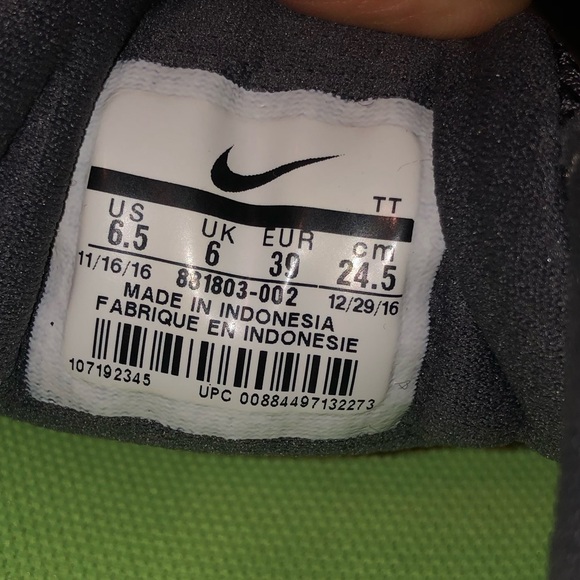 TT
US UK EUR cm
6.5 6 39 24.5
11/16/16 831803-002 12/29/16
MADE IN INDONESIA
FABRIQUE EN INDONESIE
107192345 UPC 00884497132273